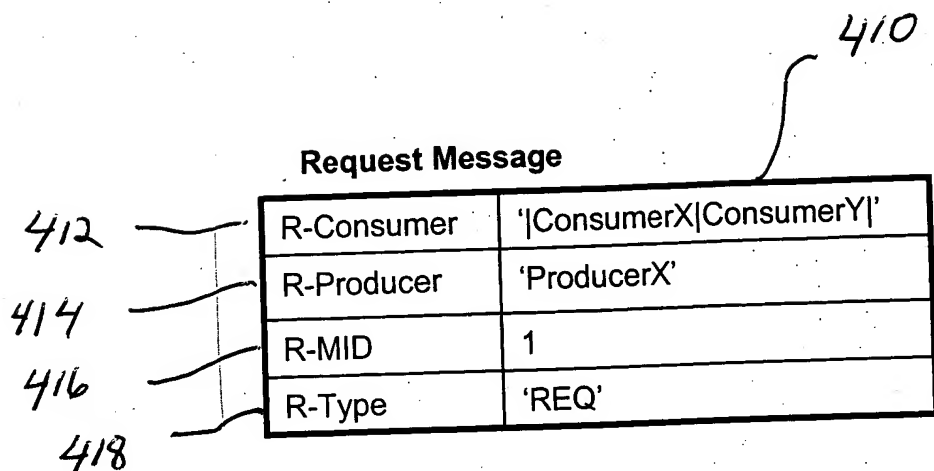 410
Request Message
412 R-Consumer '|ConsumerX|ConsumerY|'
414 R-Producer 'ProducerX'
416 R-MID 1
418 R-Type 'REQ'